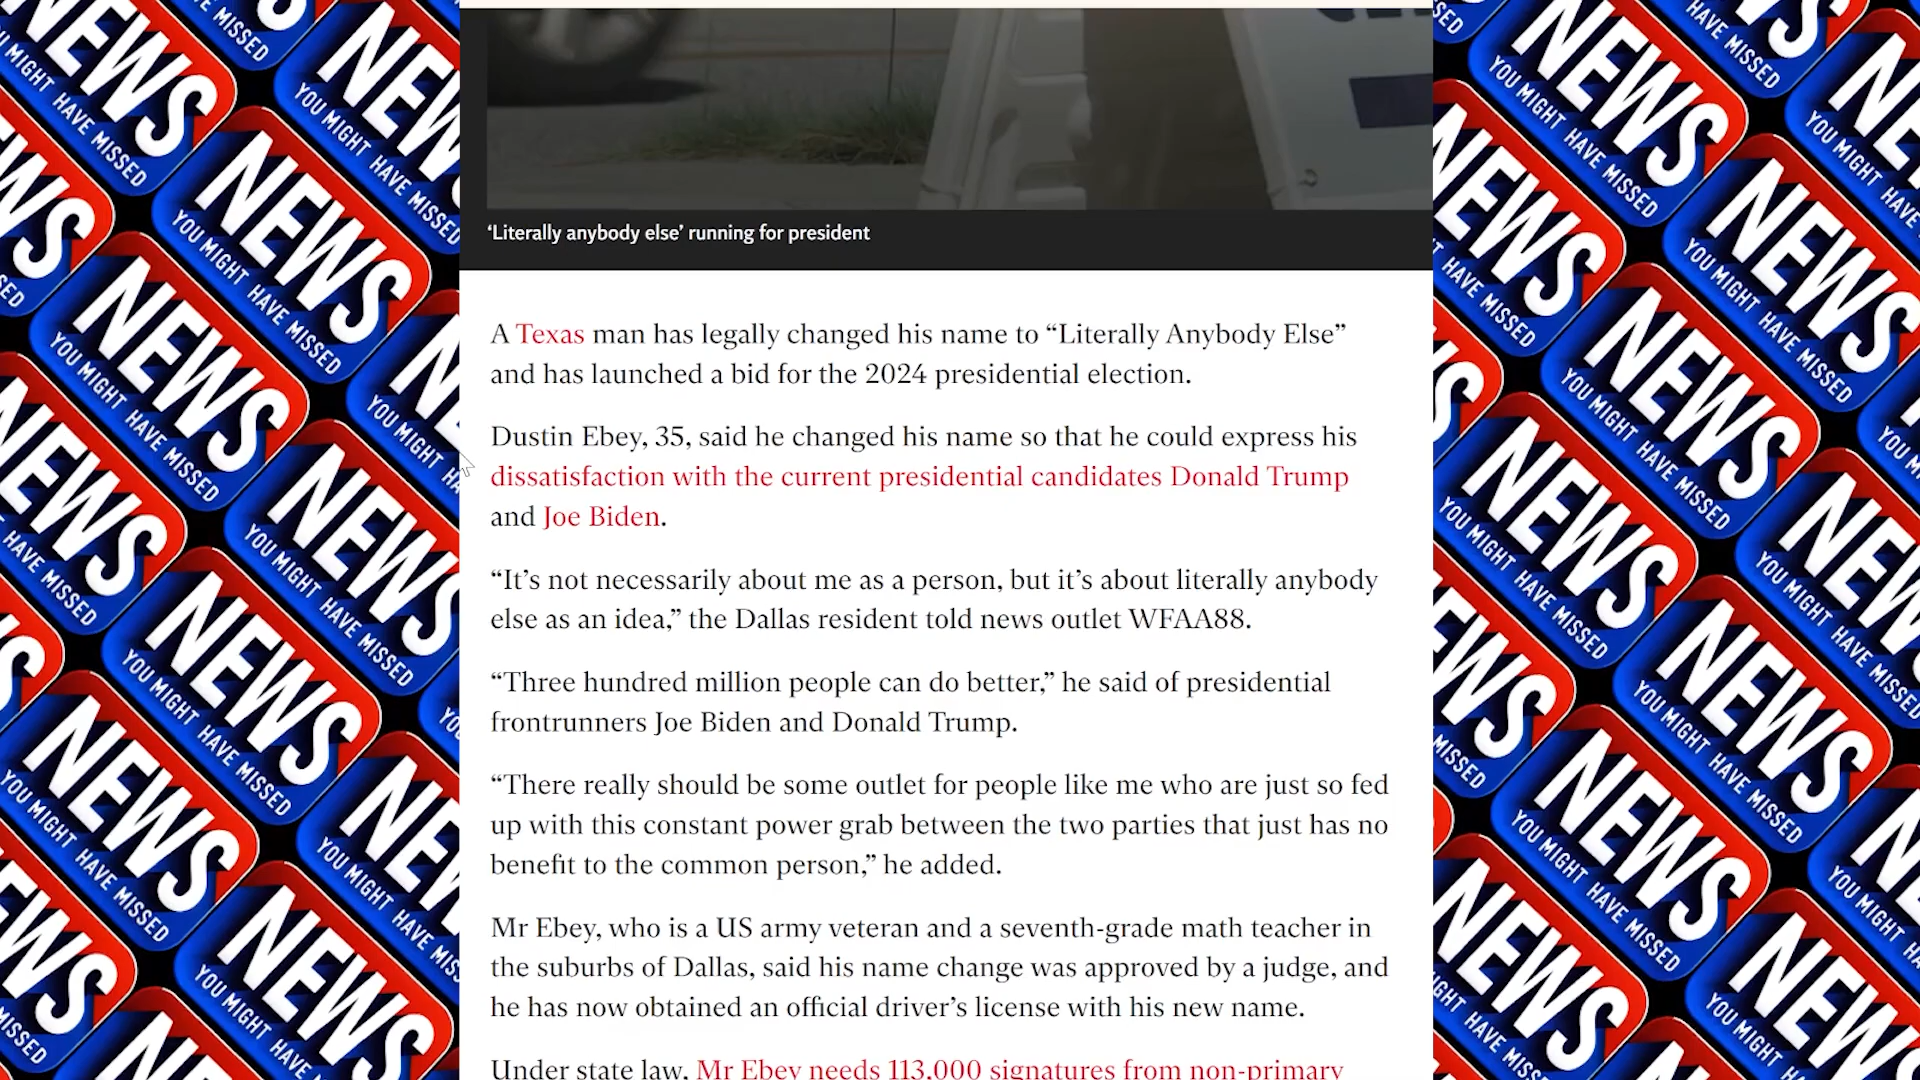 ‘Literally anybody else’ running for president
A Texas man has legally changed his name to “Literally Anybody Else”
and has launched a bid for the 2024 presidential election.
Dustin Ebey, 35, said he changed his name so that he could express his
dissatisfaction with the current presidential candidates Donald Trump
and Joe Biden.
“It’s not necessarily about me as a person, but it’s about literally anybody
else as an idea,” the Dallas resident told news outlet WFAA88.
“Three hundred million people can do better,” he said of presidential
frontrunners Joe Biden and Donald Trump.
“There really should be some outlet for people like me who are just so fed
up with this constant power grab between the two parties that just has no
benefit to the common person,” he added.
Mr Ebey, who is a US army veteran and a seventh-grade math teacher in
the suburbs of Dallas, said his name change was approved by a judge, and
he has now obtained an official driver’s license with his new name.
Under state law, Mr Ebey needs 113,000 signatures from non-primary
NEWS
YOU MIGHT HAVE MISSED